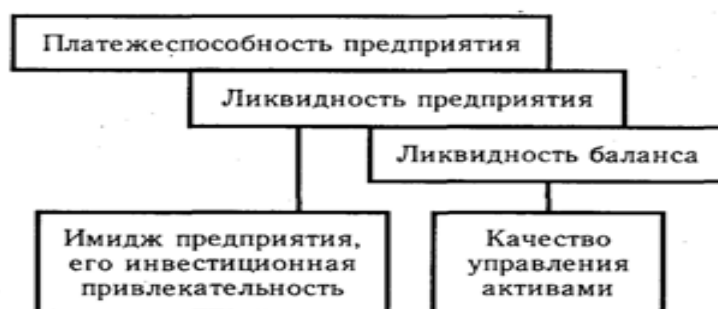 Платежеспособность предприятия
Ликвидность предприятия
Ликвидность баланса
Имидж предприятия,
его инвестиционная
привлекательность
Качество
управления
активами